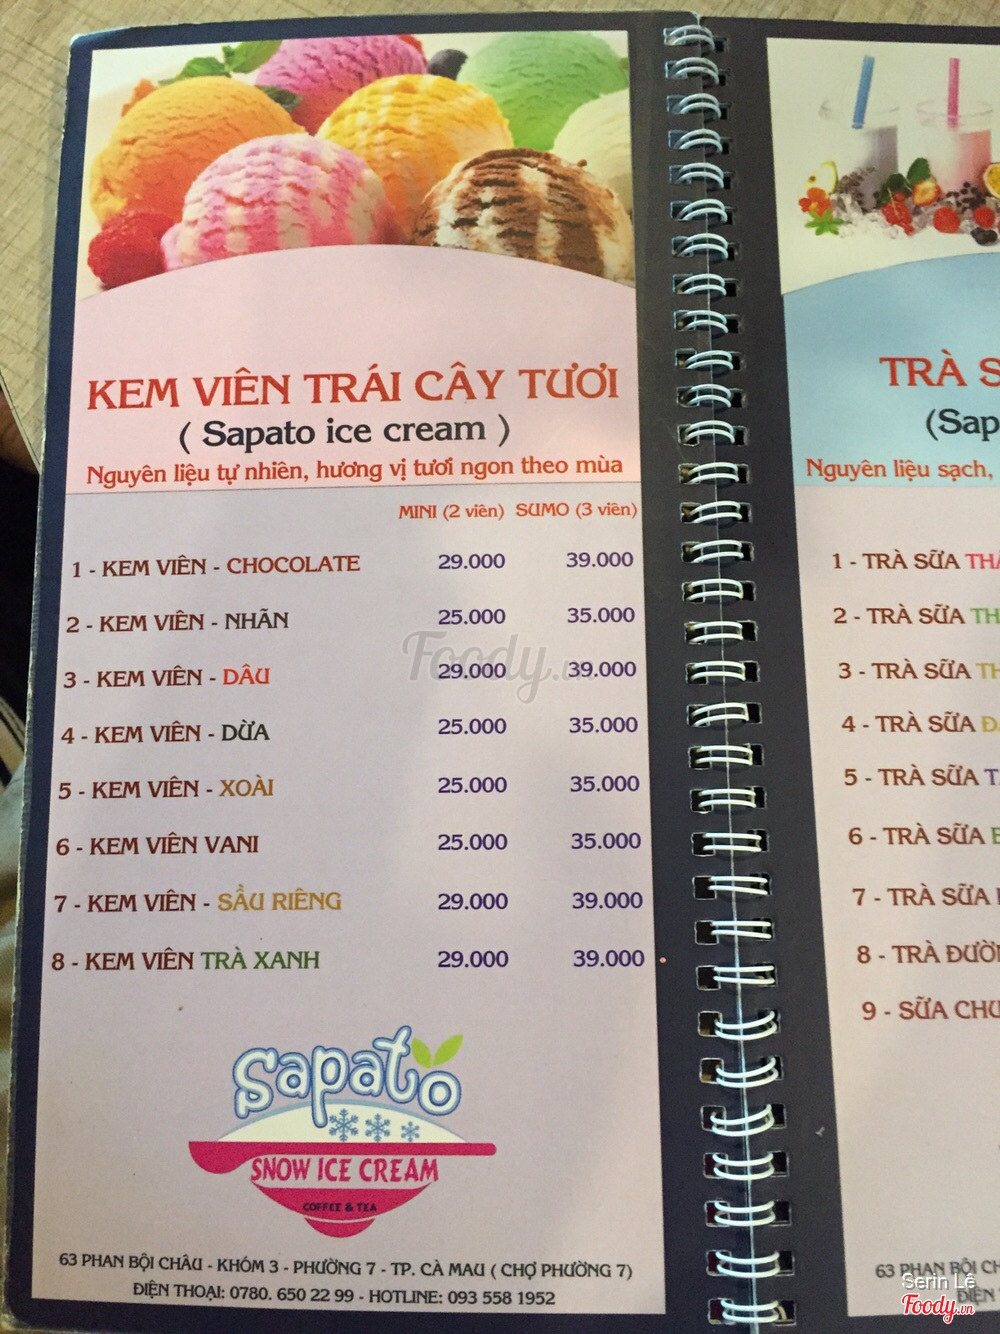 KEM VIÊN TRÁI CÂY TƯƠI
( Sapato ice cream )
Nguyên liệu tự nhiên, hương vị tươi ngon theo mùa
MINI (2 viên) SUMO (3 viên)
1 - KEM VIÊN - CHOCOLATE 29.000 39.000
2 - KEM VIÊN - NHÃN 25.000 35.000
3 - KEM VIÊN - DÂU 29.000 39.000
4 - KEM VIÊN - DỪA 25.000 35.000
5 - KEM VIÊN - XOÀI 25.000 35.000
6 - KEM VIÊN VANI 25.000 35.000
7 - KEM VIÊN - SẦU RIÊNG 29.000 39.000
8 - KEM VIÊN TRÀ XANH 29.000 39.000
Foody.vn
Sapato
SNOW ICE CREAM
COFFEE & TEA
63 PHAN BỘI CHÂU - KHÓM 3 - PHƯỜNG 7 - TP. CÀ MAU ( CHỢ PHƯỜNG 7)
ĐIỆN THOẠI: 0780. 650 22 99 - HOTLINE: 093 558 1952
TRÀ
Nguyên liệu sạch,
1 - TRÀ SỮA
2 - TRÀ SỮA
3 - TRÀ SỮA
4 - TRÀ SỮA
5 - TRÀ SỮA
6 - TRÀ SỮA
7 - TRÀ SỮA
8 - TRÀ
9 - SỮA
63 PHAN BỘI
ĐIỆN
Serin Lê
Foody.vn